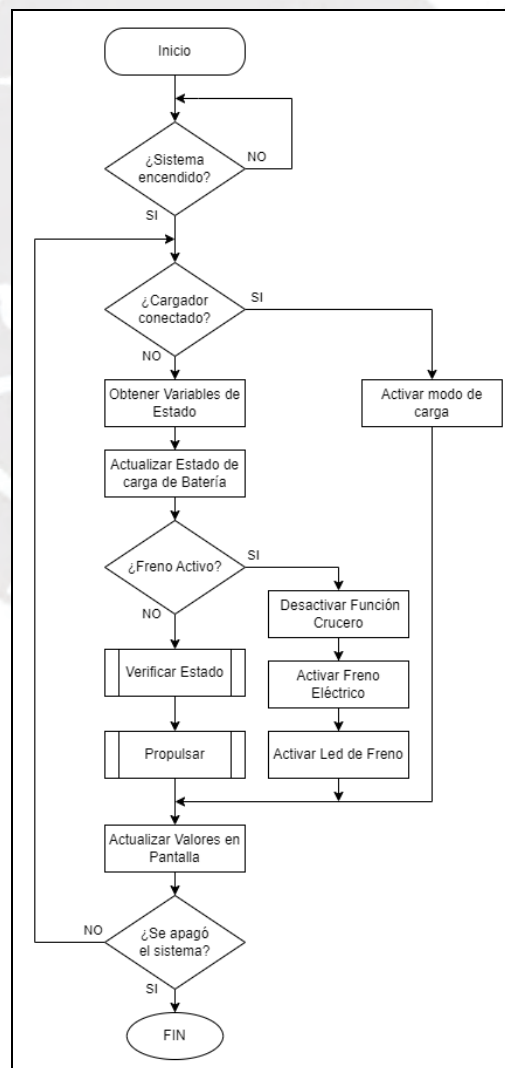 Inicio
¿Sistema
encendido?
NO
SI
¿Cargador
conectado?
SI
NO
Obtener Variables de
Estado
Activar modo de
carga
Actualizar Estado de
carga de Batería
¿Freno Activo?
SI
NO
Desactivar Función
Crucero
Verificar Estado
Activar Freno
Eléctrico
Propulsar
Activar Led de Freno
Actualizar Valores en
Pantalla
¿Se apagó
el sistema?
NO
SI
FIN